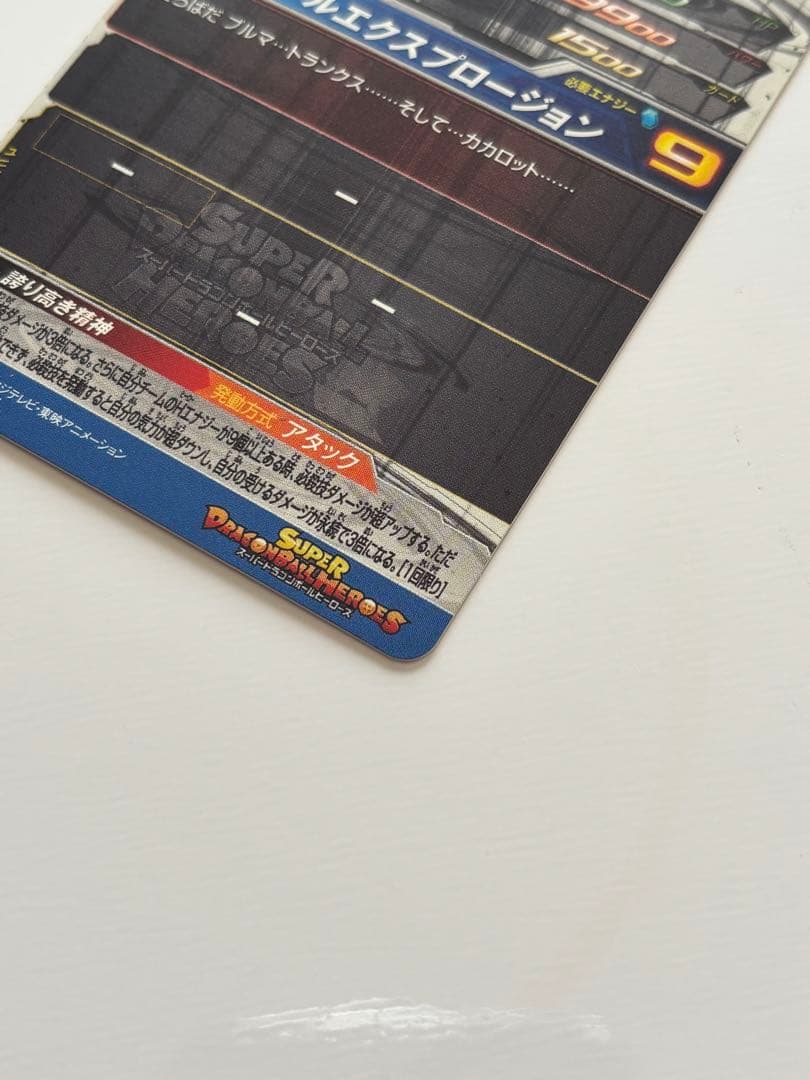 HP
9900
パワー
1500
ガード
ルエクスプロージョン
必要エナジー
9
ブルマ…トランクス……そして…カカロット……
SUPER
DRAGONBALL
HEROES
スーパードラゴンボールヒーローズ
誇り高き精神
発動方式 アタック
ダメージが3倍になる。さらに自分チームのHエナジーが9個以上ある時、必殺技ダメージが超アップする。ただ
できず、必殺技を発動すると自分の気力が超ダウンし、自分の受けるダメージが永続で3倍になる。[1回限り]
ジテレビ・東映アニメーション
SUPER
DRAGONBALL HEROES
スーパードラゴンボールヒーローズ